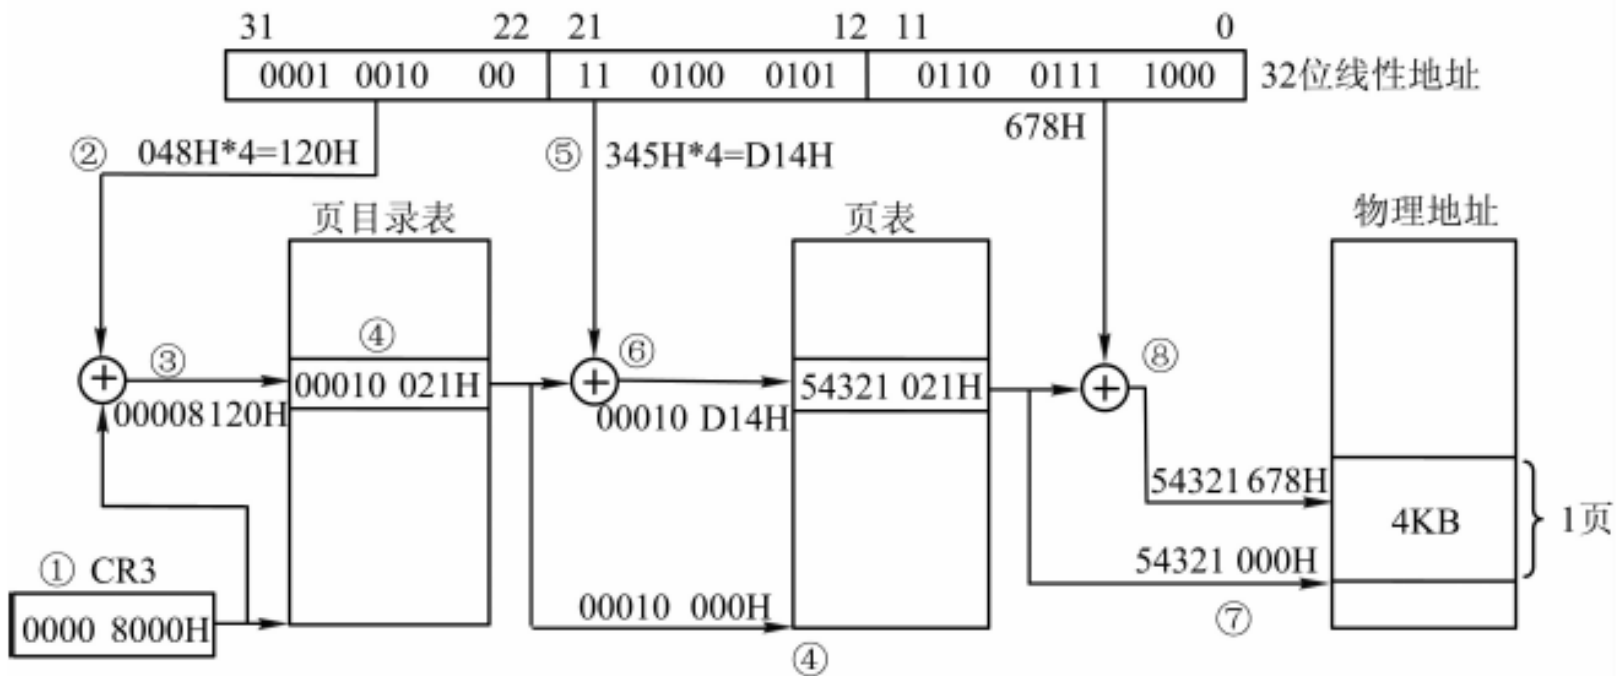 31 22 21 12 11 0
0001 0010 00 11 0100 0101 0110 0111 1000 32位线性地址
② 048H*4=120H ⑤ 345H*4=D14H 678H
页目录表 页表 物理地址
③ ④ ⑥ ⑧
00010 021H 54321 021H
00008120H 00010 D14H
54321 678H
4KB 1页
① CR3 54321 000H
0000 8000H 00010 000H ⑦
④